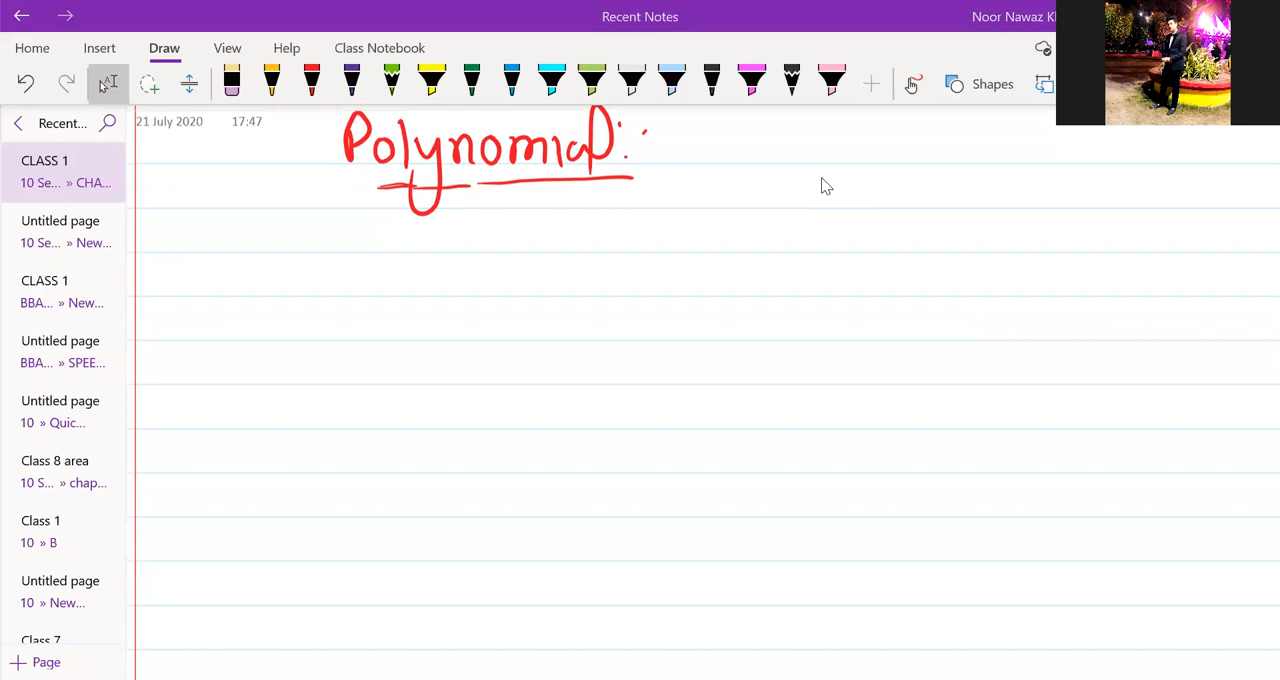 Recent Notes
Noor Nawaz Kh
Home Insert Draw View Help Class Notebook
Shapes
Recent...
21 July 2020 17:47
Polynomial:
CLASS 1
10 Se... » CHA...
Untitled page
10 Se... » New...
CLASS 1
BBA... » New...
Untitled page
BBA... » SPEE...
Untitled page
10 » Quic...
Class 8 area
10 S... » chap...
Class 1
10 » B
Untitled page
10 » New...
Class 7
+ Page